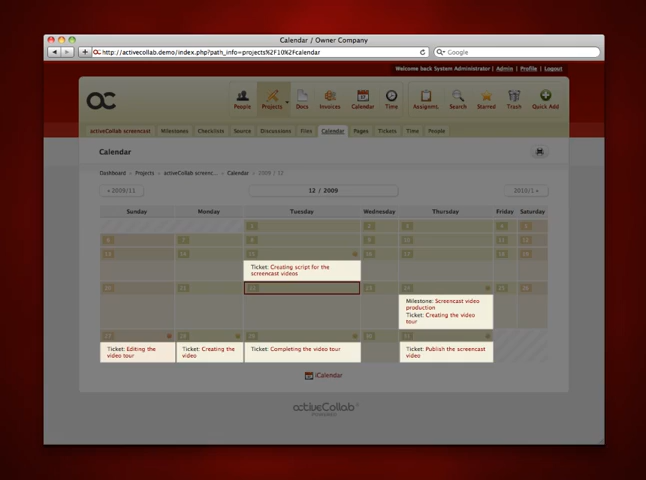 Calendar / Owner Company
http://activecollab.demo/index.php?path_info=projects%2F10%2Fcalendar
Google
Welcome back System Administrator | Admin | Profile | Logout
People Projects Docs Invoices Calendar Time Assignm. Search Starred Trash Quick Add
activeCollab screencast Milestones Checklists Source Discussions Files Calendar Pages Tickets Time People
Calendar
Dashboard » Projects » activeCollab screenc... » Calendar » 2009 / 12
« 2009/11 12 / 2009 2010/1 »
Sunday Monday Tuesday Wednesday Thursday Friday Saturday
Ticket: Creating script for the
screencast videos
22
Milestone: Screencast video
production
Ticket: Creating the video
tour
Ticket: Editing the
video tour
Ticket: Creating the
video
Ticket: Completing the video tour
Ticket: Publish the screencast
video
iCalendar
activeCollab
POWERED